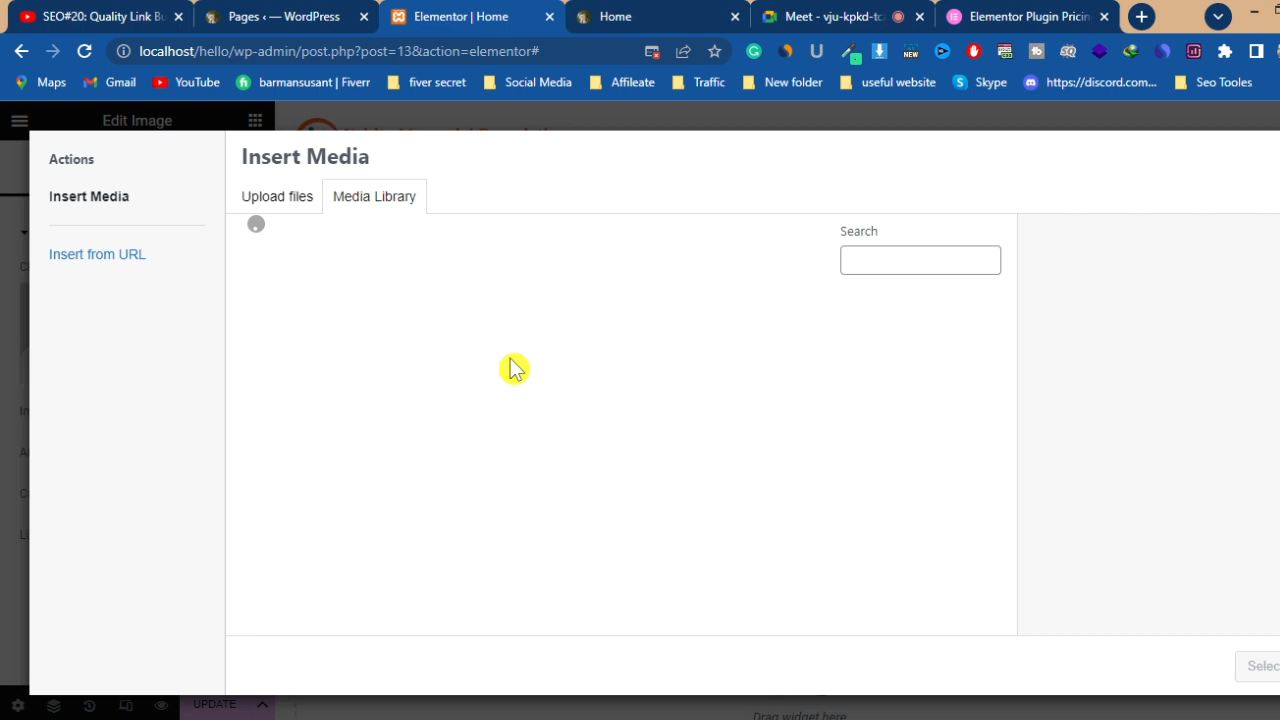 SEO#20: Quality Link Bu
Pages ‹ — WordPress
Elementor | Home
Home
Meet - vju-kpkd-tca
Elementor Plugin Pricin
localhost/hello/wp-admin/post.php?post=13&action=elementor#
Maps
Gmail
YouTube
barmansusant | Fiverr
fiver secret
Social Media
Affileate
Traffic
New folder
useful website
Skype
https://discord.com...
Seo Tooles
Edit Image
Actions
Insert Media
Insert from URL
Insert Media
Upload files
Media Library
Search
Selec
UPDATE
Drag widget here